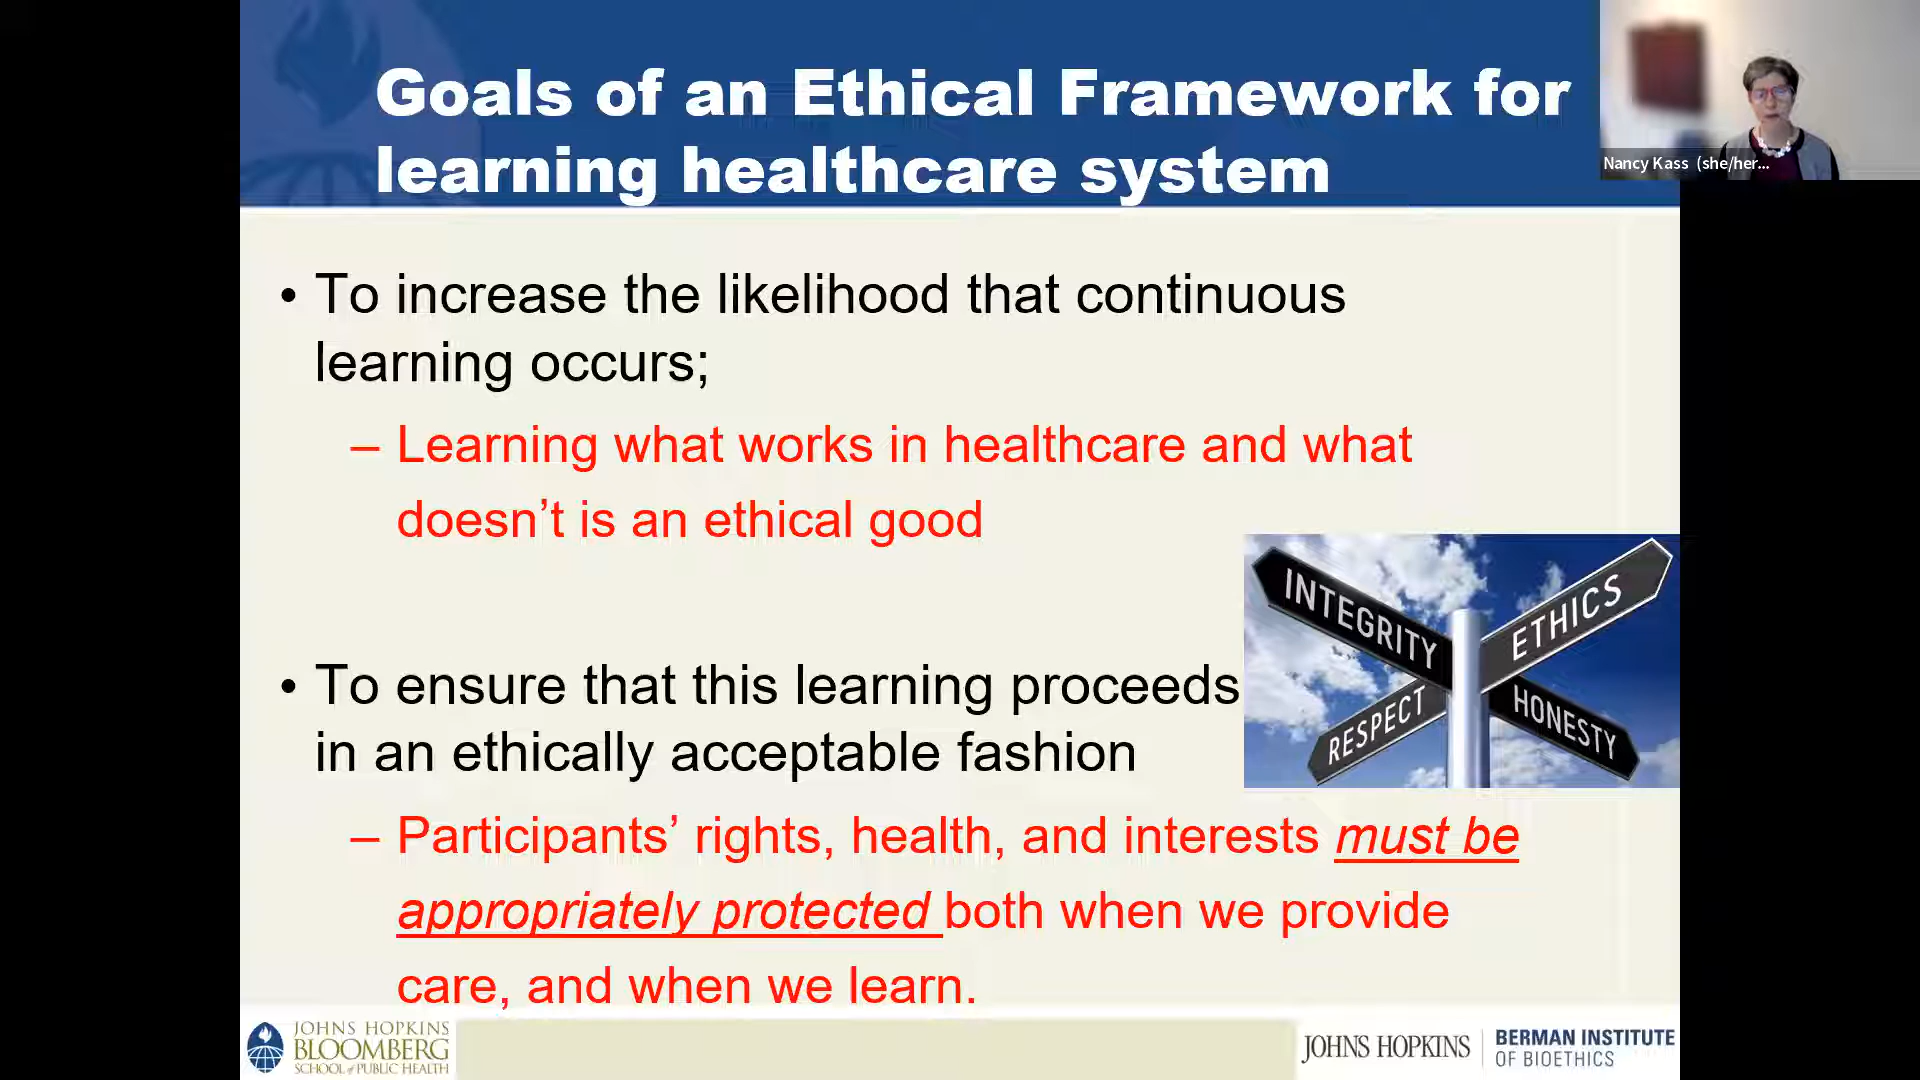 Goals of an Ethical Framework for
learning healthcare system
Nancy Kass (she/her...
• To increase the likelihood that continuous
learning occurs;
– Learning what works in healthcare and what
doesn’t is an ethical good
• To ensure that this learning proceeds
in an ethically acceptable fashion
– Participants’ rights, health, and interests must be
appropriately protected both when we provide
care, and when we learn.
INTEGRITY
ETHICS
RESPECT
HONESTY
JOHNS HOPKINS
BLOOMBERG
SCHOOL of PUBLIC HEALTH
JOHNS HOPKINS
BERMAN INSTITUTE
OF BIOETHICS